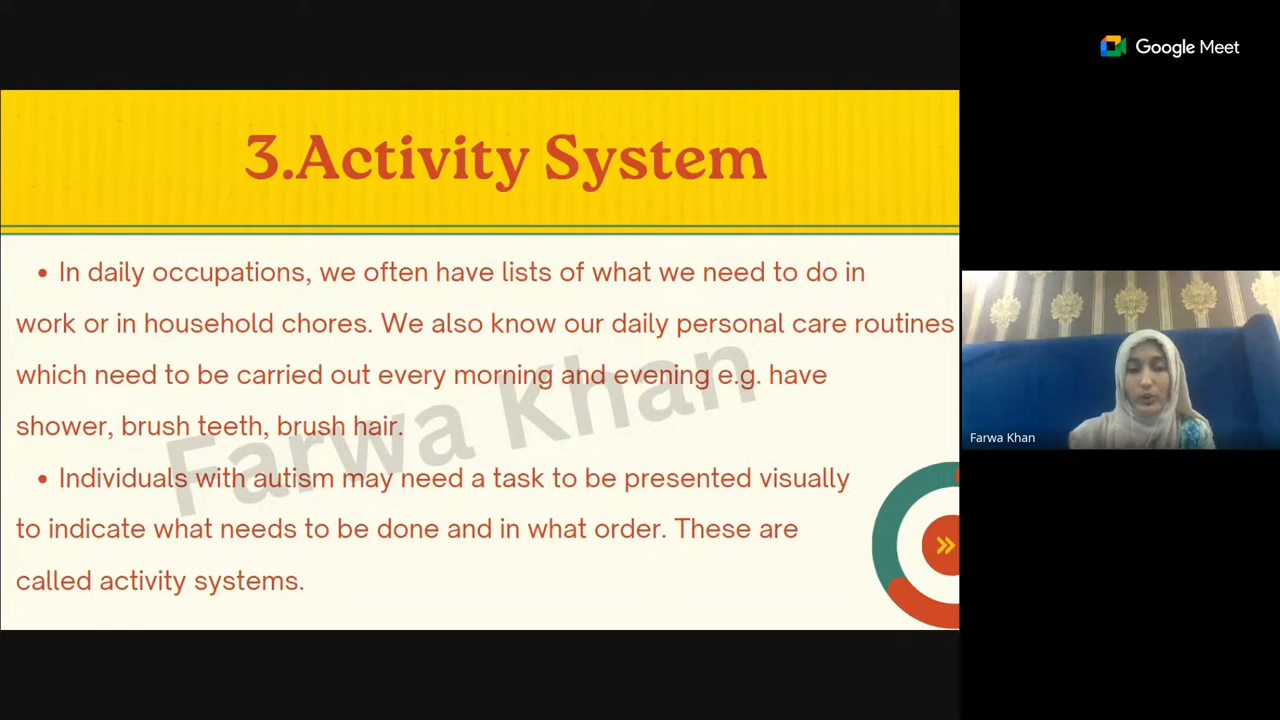 Google Meet
3.Activity System
• In daily occupations, we often have lists of what we need to do in
work or in household chores. We also know our daily personal care routines
which need to be carried out every morning and evening e.g. have
shower, brush teeth, brush hair.
• Individuals with autism may need a task to be presented visually
to indicate what needs to be done and in what order. These are
called activity systems.
Farwa Khan
Farwa Khan